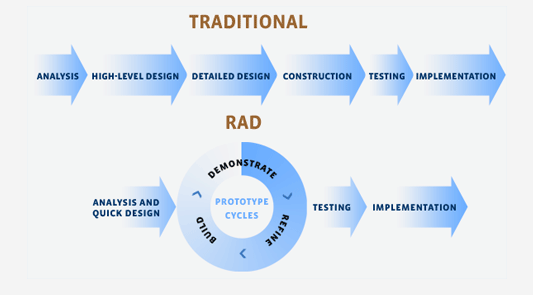 TRADITIONAL
ANALYSIS
HIGH-LEVEL DESIGN
DETAILED DESIGN
CONSTRUCTION
TESTING
IMPLEMENTATION
RAD
ANALYSIS AND
QUICK DESIGN
DEMONSTRATE
REFINE
BUILD
PROTOTYPE
CYCLES
TESTING
IMPLEMENTATION